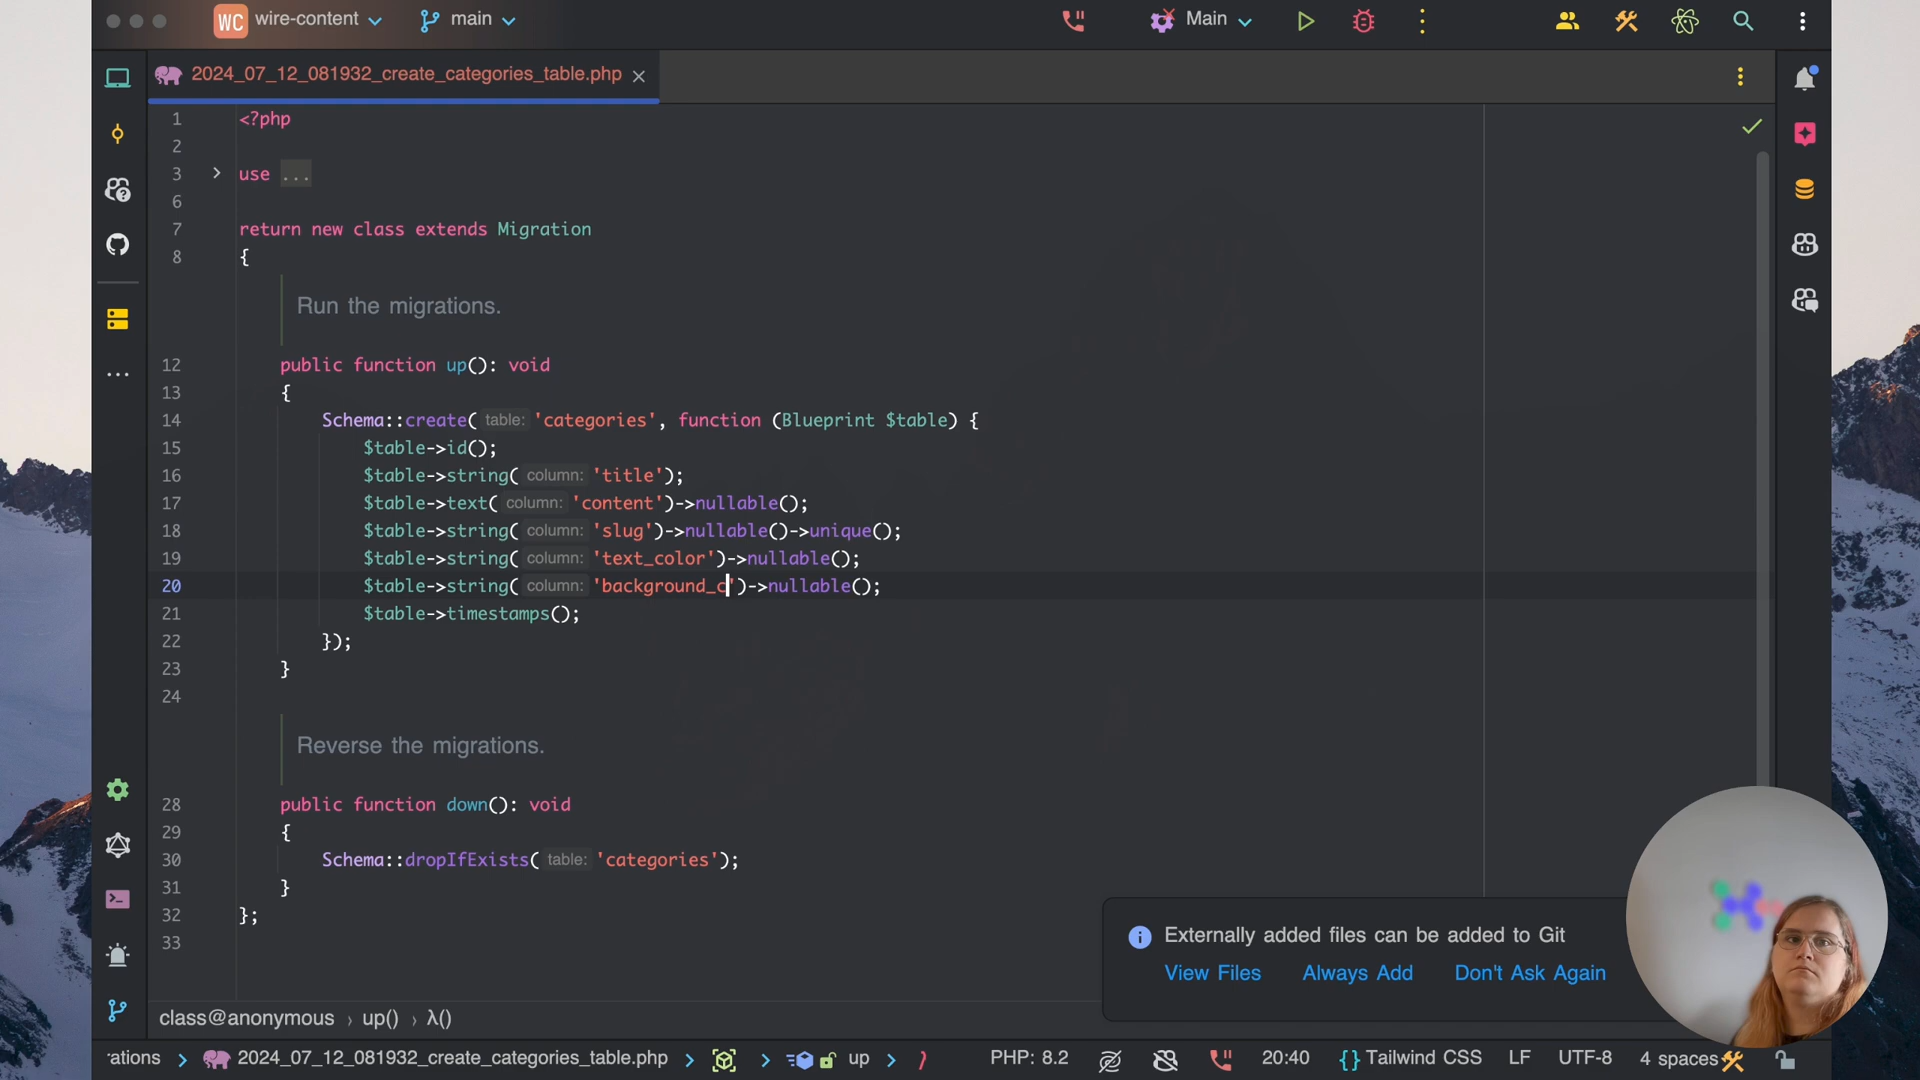 WC wire-content main Main
2024_07_12_081932_create_categories_table.php
1 <?php
2
3 use ...
6
7 return new class extends Migration
8 {
Run the migrations.
12 public function up(): void
13 {
14 Schema::create( table: 'categories', function (Blueprint $table) {
15 $table->id();
16 $table->string( column: 'title');
17 $table->text( column: 'content')->nullable();
18 $table->string( column: 'slug')->nullable()->unique();
19 $table->string( column: 'text_color')->nullable();
20 $table->string( column: 'background_c')->nullable();
21 $table->timestamps();
22 });
23 }
24
Reverse the migrations.
28 public function down(): void
29 {
30 Schema::dropIfExists( table: 'categories');
31 }
32 };
33
Externally added files can be added to Git
View Files Always Add Don't Ask Again
class@anonymous › up() › λ()
ations 2024_07_12_081932_create_categories_table.php up PHP: 8.2 20:40 {} Tailwind CSS LF UTF-8 4 spaces